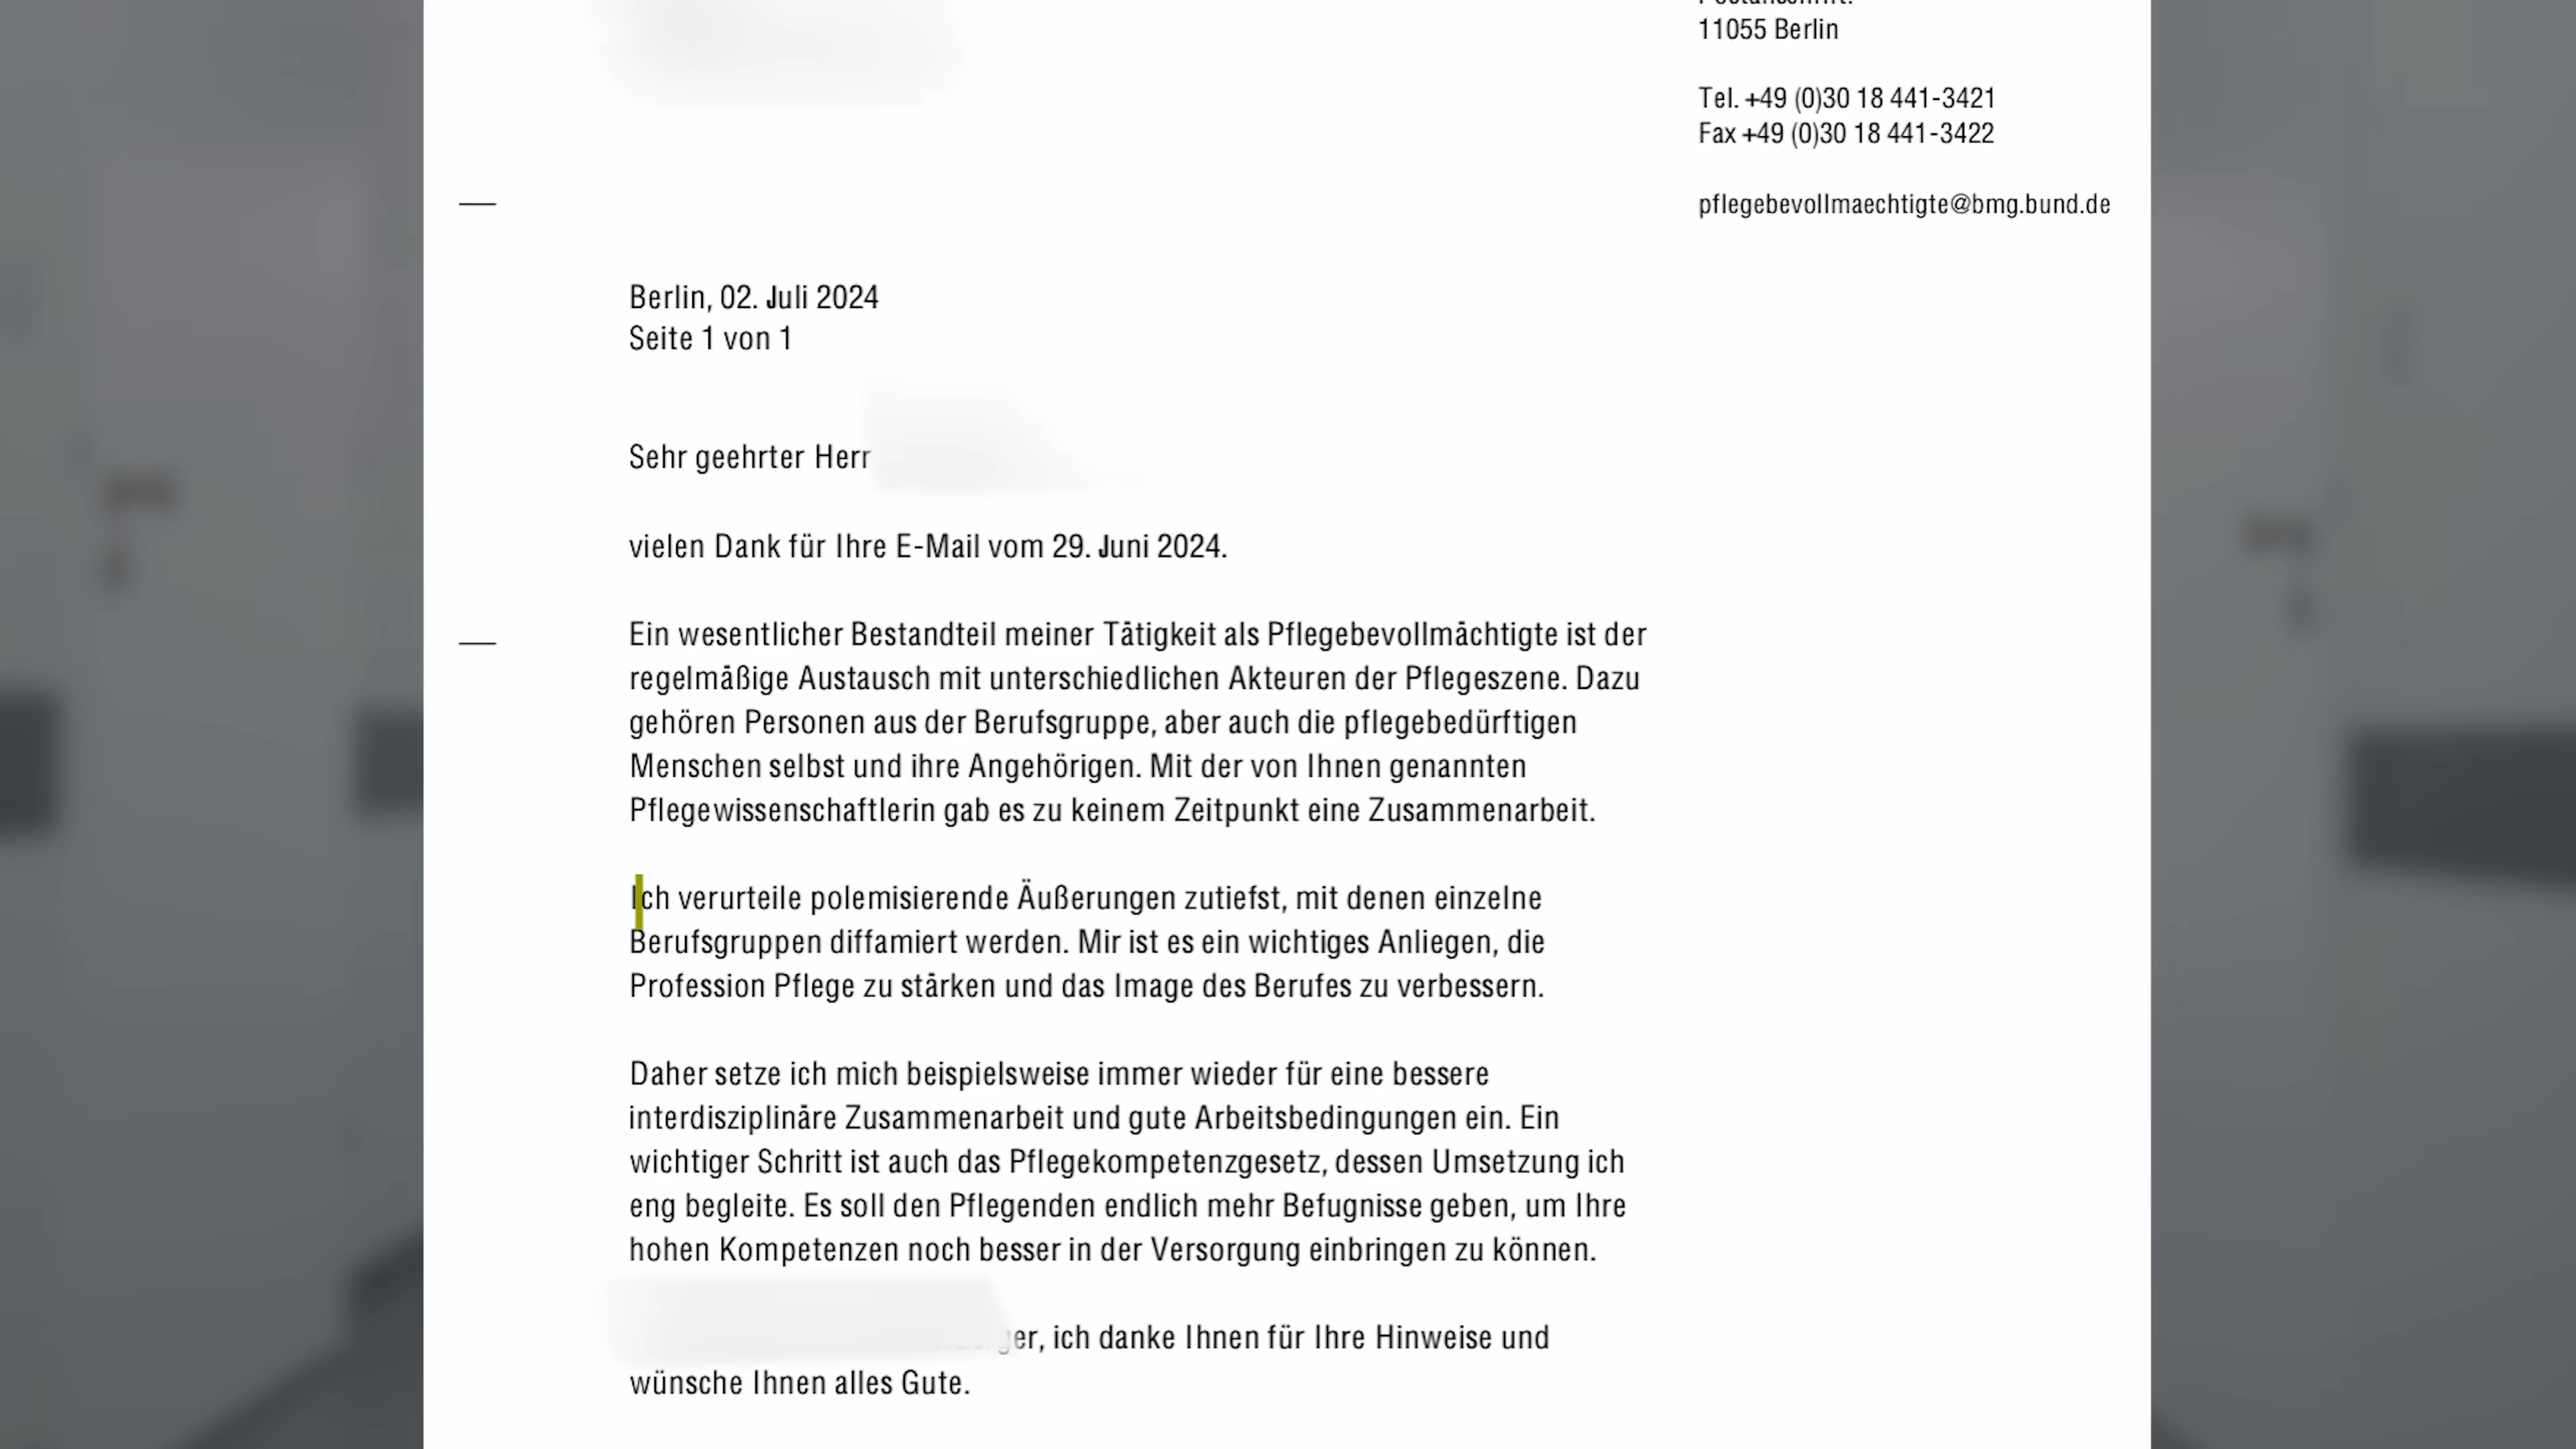 11055 Berlin
Tel. +49 (0)30 18 441-3421
Fax +49 (0)30 18 441-3422
pflegebevollmaechtigte@bmg.bund.de
Berlin, 02. Juli 2024
Seite 1 von 1
Sehr geehrter Herr
vielen Dank für Ihre E-Mail vom 29. Juni 2024.
Ein wesentlicher Bestandteil meiner Tätigkeit als Pflegebevollmächtigte ist der
regelmäßige Austausch mit unterschiedlichen Akteuren der Pflegeszene. Dazu
gehören Personen aus der Berufsgruppe, aber auch die pflegebedürftigen
Menschen selbst und ihre Angehörigen. Mit der von Ihnen genannten
Pflegewissenschaftlerin gab es zu keinem Zeitpunkt eine Zusammenarbeit.
Ich verurteile polemisierende Äußerungen zutiefst, mit denen einzelne
Berufsgruppen diffamiert werden. Mir ist es ein wichtiges Anliegen, die
Profession Pflege zu stärken und das Image des Berufes zu verbessern.
Daher setze ich mich beispielsweise immer wieder für eine bessere
interdisziplinäre Zusammenarbeit und gute Arbeitsbedingungen ein. Ein
wichtiger Schritt ist auch das Pflegekompetenzgesetz, dessen Umsetzung ich
eng begleite. Es soll den Pflegenden endlich mehr Befugnisse geben, um Ihre
hohen Kompetenzen noch besser in der Versorgung einbringen zu können.
ich danke Ihnen für Ihre Hinweise und
wünsche Ihnen alles Gute.